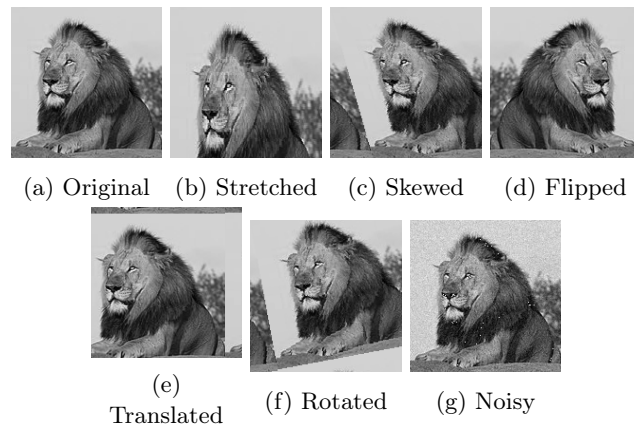 (a) Original (b) Stretched (c) Skewed (d) Flipped
(e)
Translated
(f) Rotated
(g) Noisy